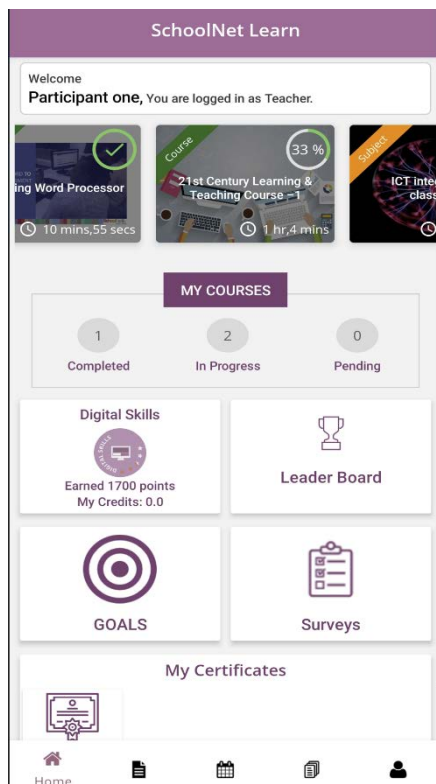 SchoolNet Learn
Welcome
Participant one, You are logged in as Teacher.
ing Word Processor
10 mins,55 secs
Course
33 %
21st Century Learning &
Teaching Course –1
1 hr,4 mins
Subject
ICT inte
class
MY COURSES
1
2
0
Completed
In Progress
Pending
Digital Skills
DIGITAL SKILLS
Earned 1700 points
My Credits: 0.0
Leader Board
GOALS
Surveys
My Certificates
Home